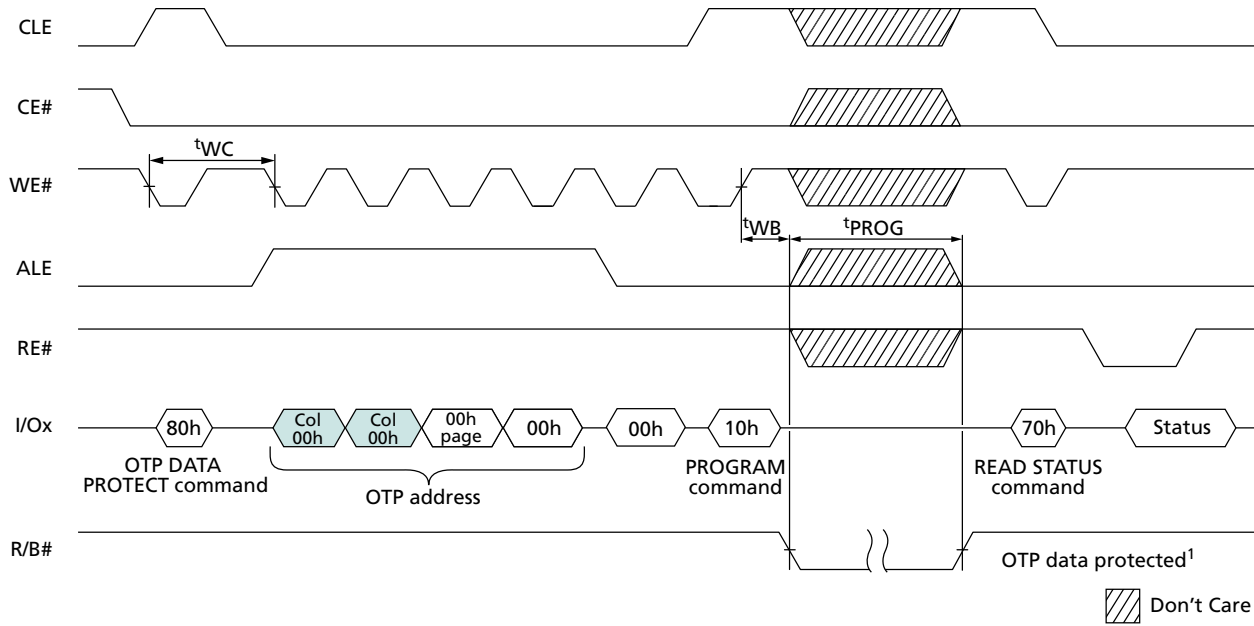 CLE
CE#
tWC
WE#
tWB
tPROG
ALE
RE#
I/Ox
80h
Col
00h
Col
00h
00h
page
00h
00h
10h
70h
Status
OTP DATA
PROTECT command
OTP address
PROGRAM
command
READ STATUS
command
R/B#
OTP data protected1
Don't Care